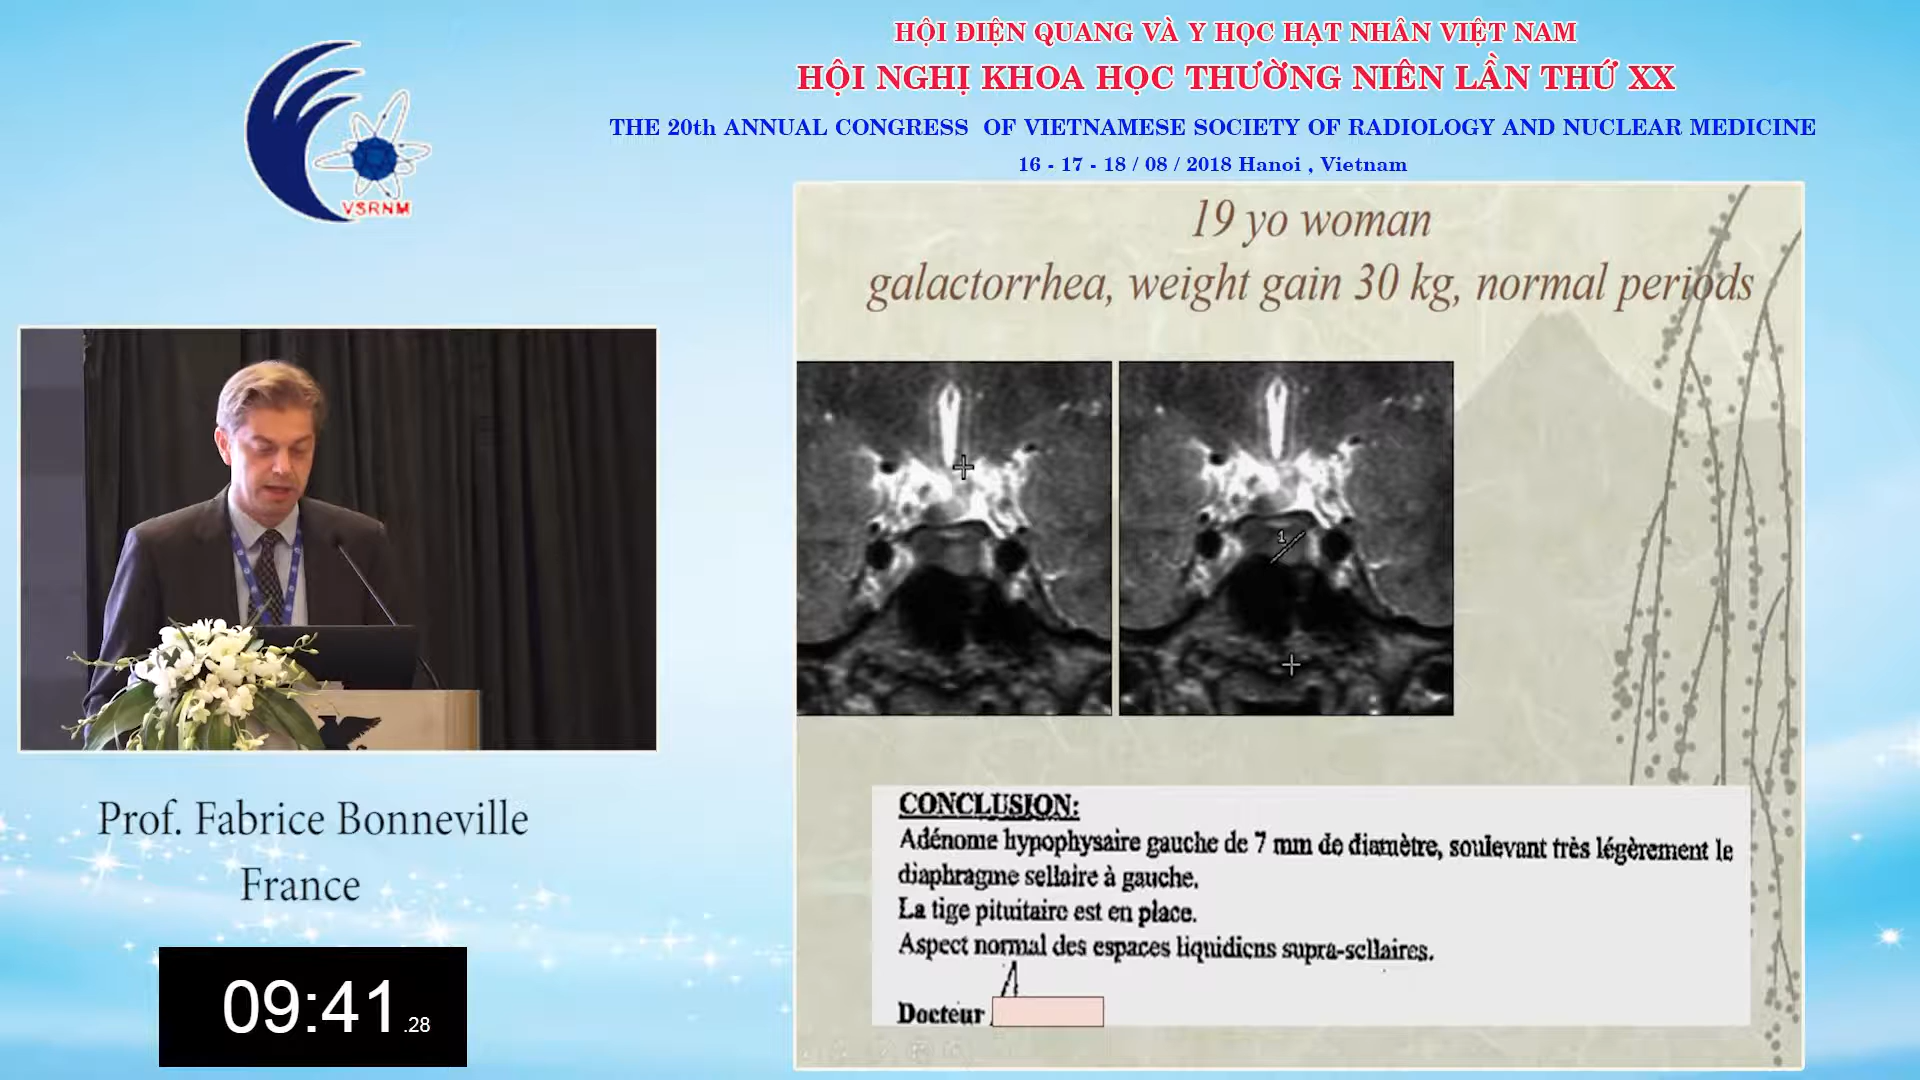 HỘI ĐIỆN QUANG VÀ Y HỌC HẠT NHÂN VIỆT NAM
HỘI NGHỊ KHOA HỌC THƯỜNG NIÊN LẦN THỨ XX
THE 20th ANNUAL CONGRESS OF VIETNAMESE SOCIETY OF RADIOLOGY AND NUCLEAR MEDICINE
16 - 17 - 18 / 08 / 2018 Hanoi , Vietnam
VSRNM
19 yo woman
galactorrhea, weight gain 30 kg, normal periods
1
CONCLUSION:
Adénome hypophysaire gauche de 7 mm de diamètre, soulevant très légèrement le
diaphragme sellaire à gauche.
La tige pituitaire est en place.
Aspect normal des espaces liquidiens supra-sellaires.
Docteur
Prof. Fabrice Bonneville
France
09:41.28